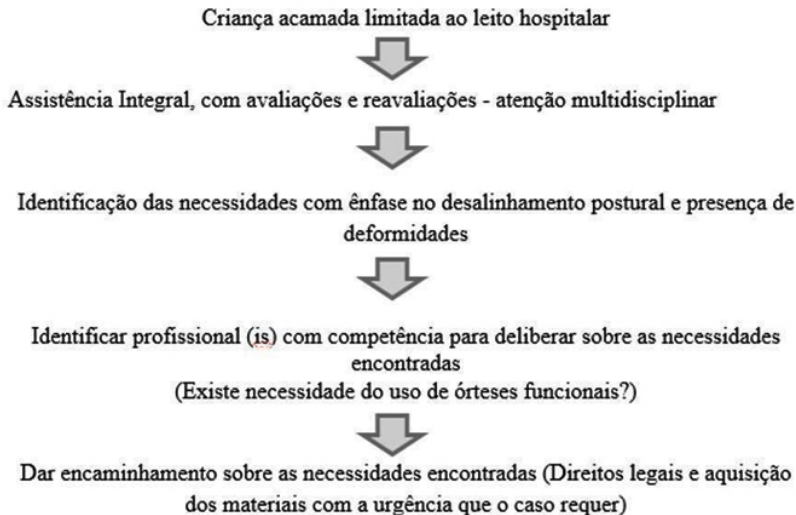 Criança acamada limitada ao leito hospitalar
Assistência Integral, com avaliações e reavaliações - atenção multidisciplinar
Identificação das necessidades com ênfase no desalinhamento postural e presença de
deformidades
Identificar profissional (is) com competência para deliberar sobre as necessidades
encontradas
(Existe necessidade do uso de órteses funcionais?)
Dar encaminhamento sobre as necessidades encontradas (Direitos legais e aquisição
dos materiais com a urgência que o caso requer)